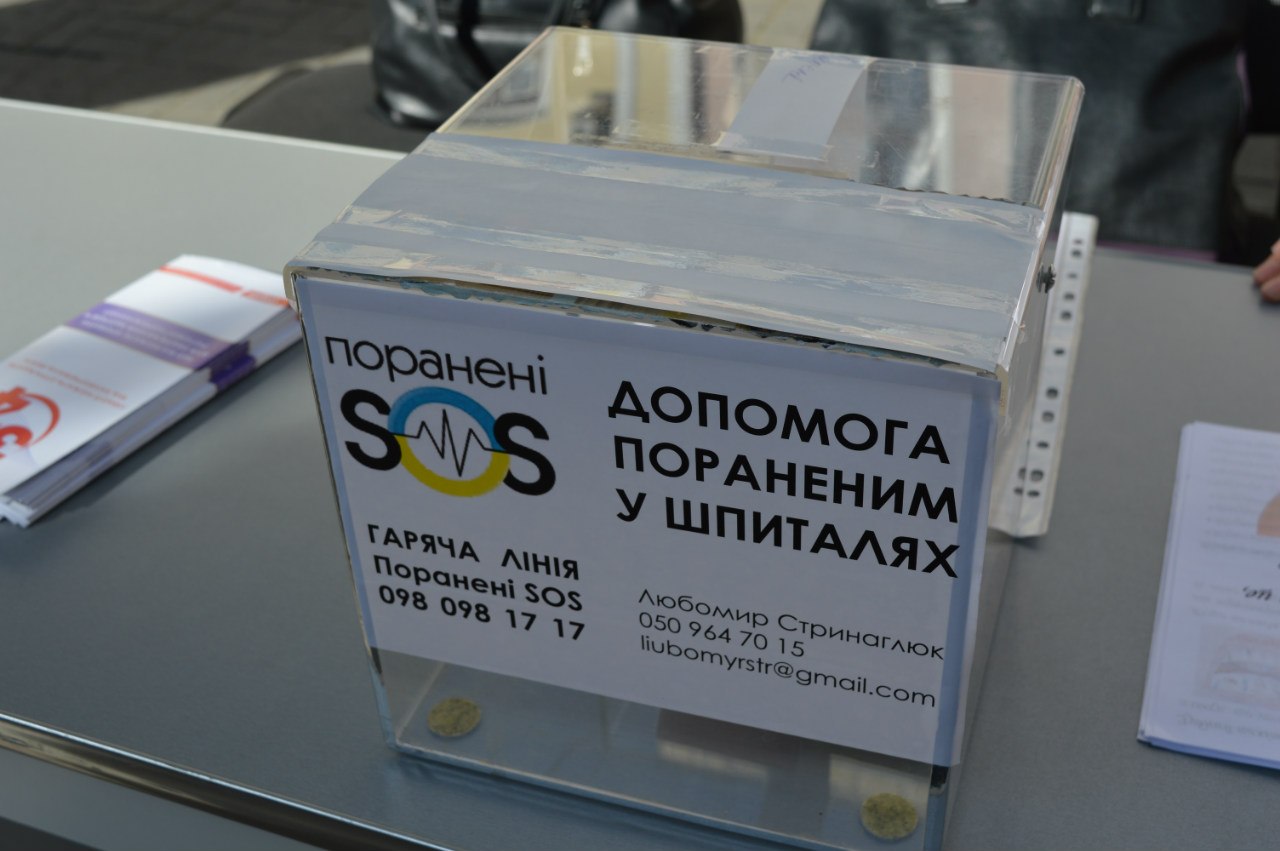 поранені
SOS
ГАРЯЧА ЛІНІЯ
Поранені SOS
098 098 17 17
ДОПОМОГА
ПОРАНЕНИМ
У ШПИТАЛЯХ
Любомир Стринаглюк
050 964 70 15
liubomyrstr@gmail.com